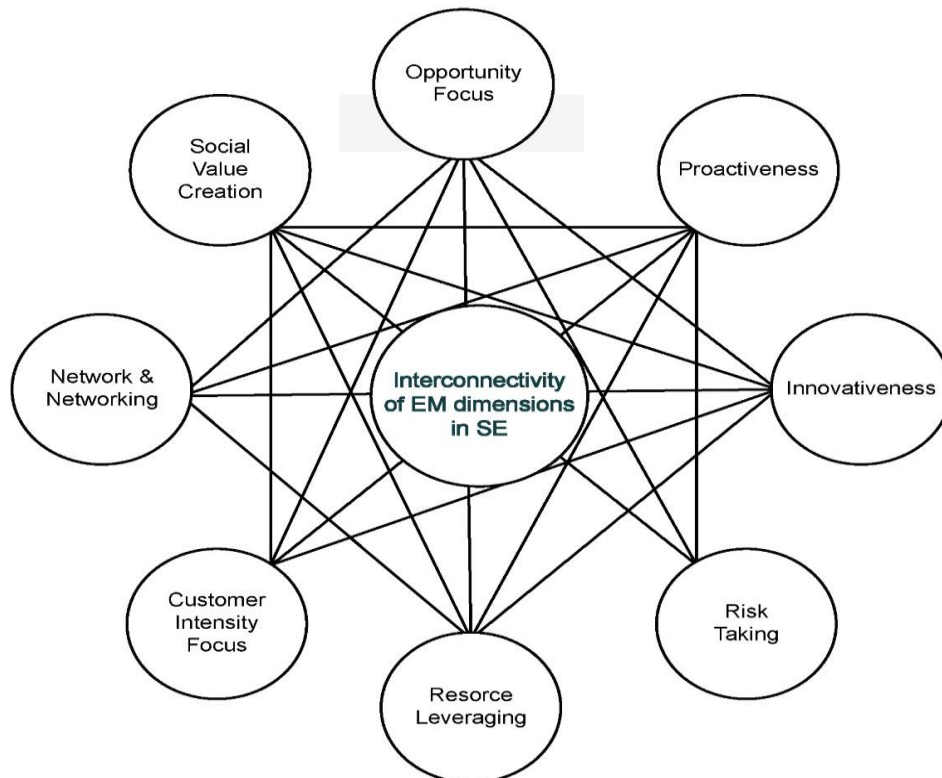 Opportunity
Focus
Social
Value
Creation
Proactiveness
Network &
Networking
Interconnectivity
of EM dimensions
in SE
Innovativeness
Customer
Intensity
Focus
Risk
Taking
Resorce
Leveraging